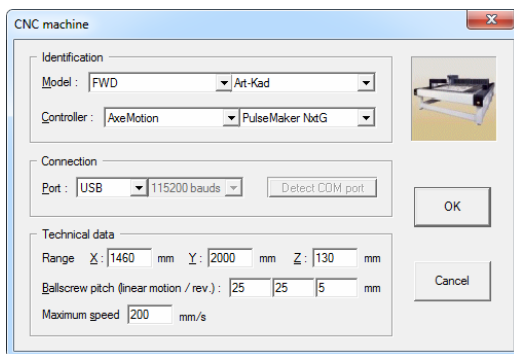 CNC machine
Identification
Model : FWD Art-Kad
Controller : AxeMotion PulseMaker NxtG
Connection
Port : USB 115200 bauds Detect COM port
OK
Technical data
Range X : 1460 mm Y : 2000 mm Z : 130 mm
Ballscrew pitch (linear motion / rev.) : 25 25 5 mm
Cancel
Maximum speed 200 mm/s